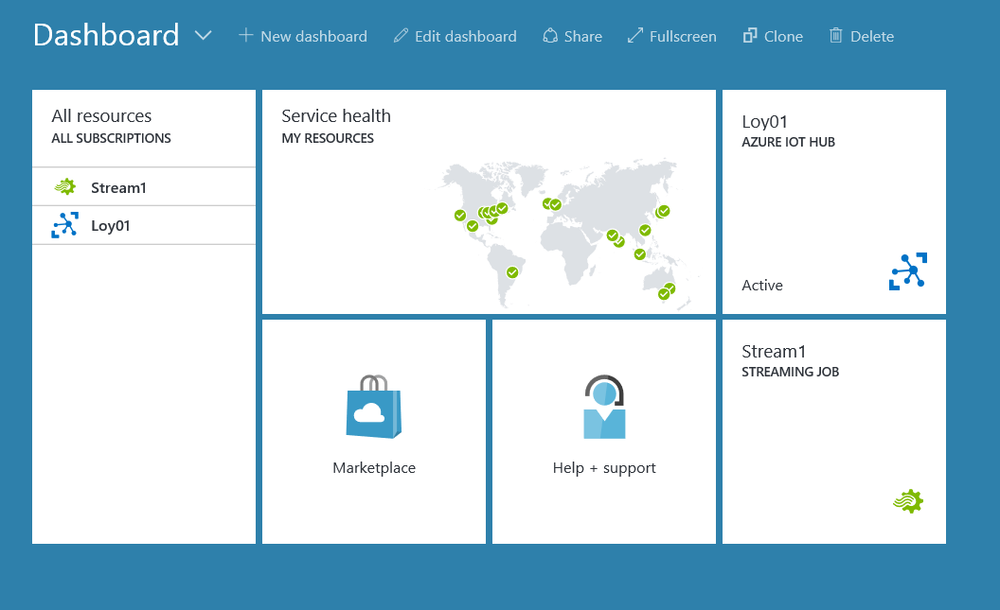 Dashboard
New dashboard
Edit dashboard
Share
Fullscreen
Clone
Delete
All resources
ALL SUBSCRIPTIONS
Stream1
Loy01
Service health
MY RESOURCES
Loy01
AZURE IOT HUB
Active
Marketplace
Help + support
Stream1
STREAMING JOB